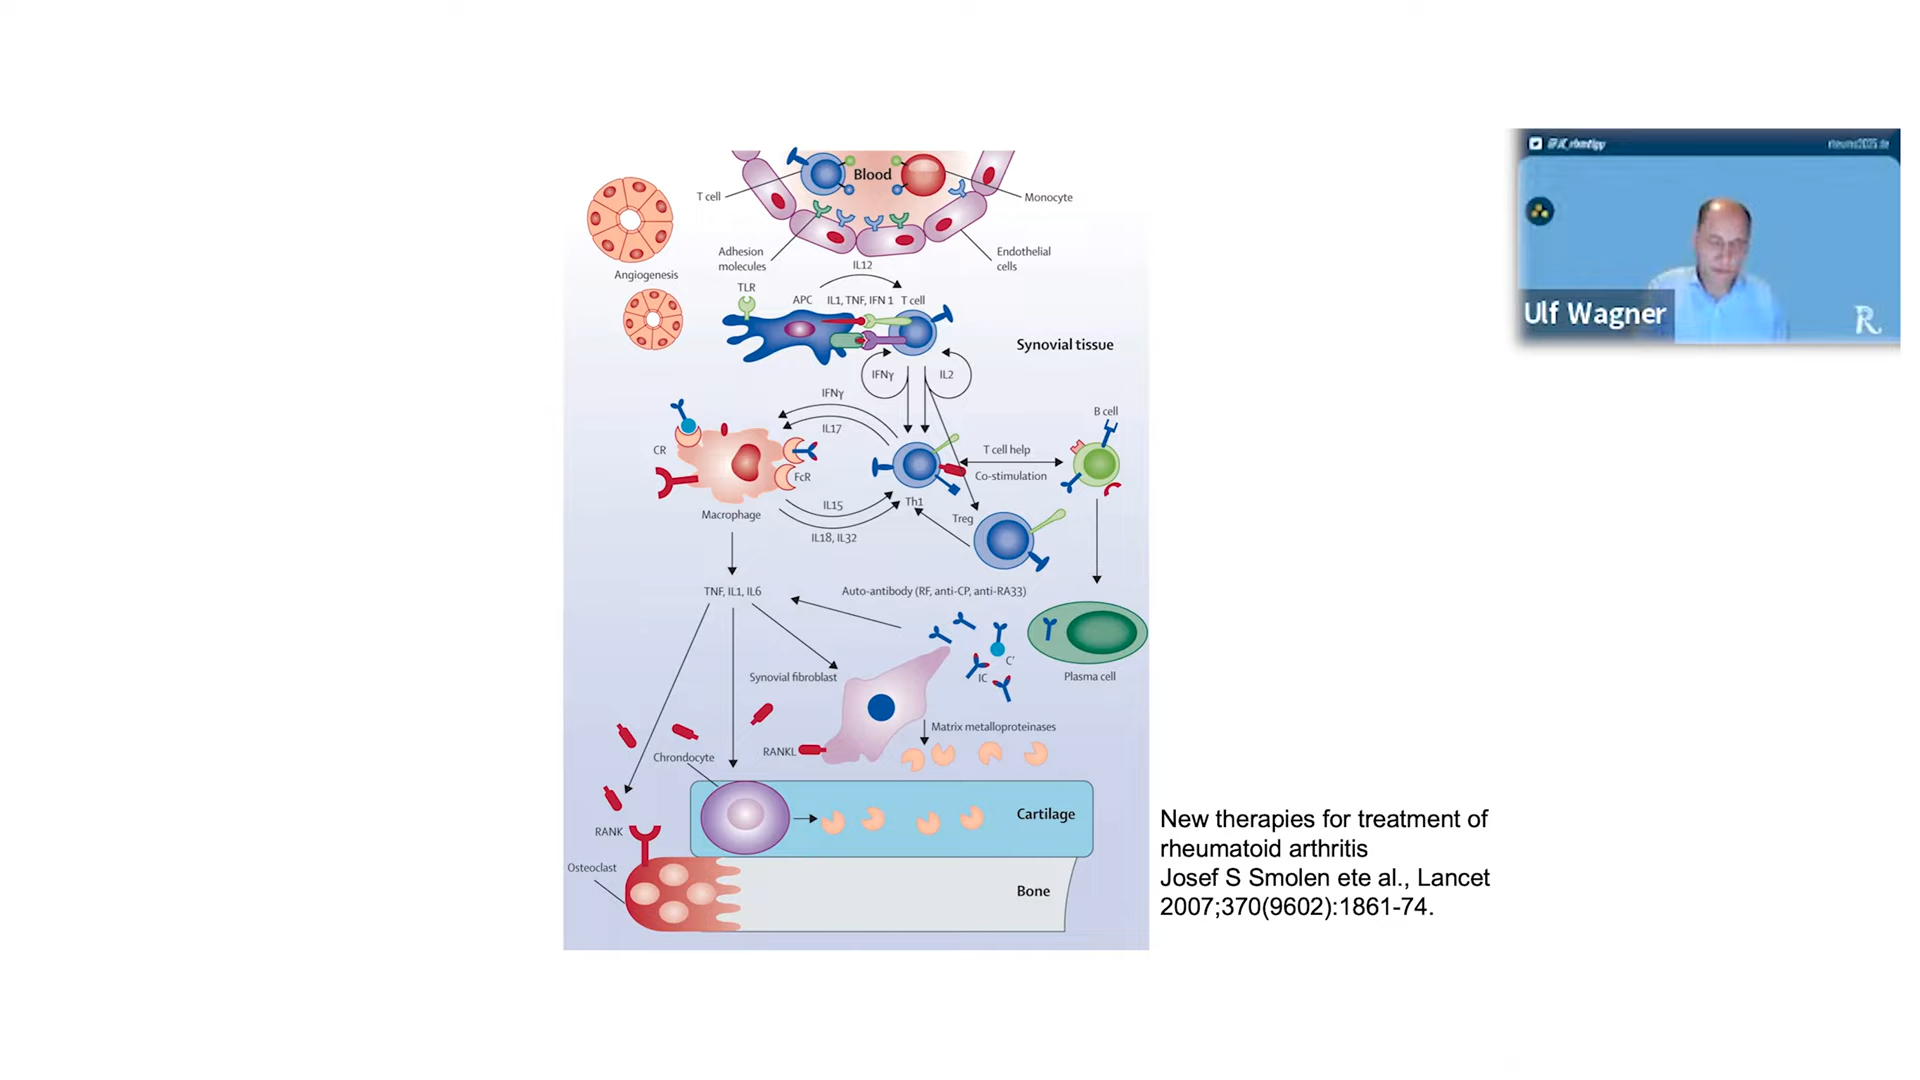 Blood
T cell
Monocyte
Adhesion
molecules
Endothelial
cells
Angiogenesis
IL12
TLR
APC
IL1, TNF, IFN 1
T cell
Synovial tissue
IFNγ
IL2
IFNγ
IL17
B cell
CR
FcR
T cell help
Co-stimulation
Macrophage
IL15
Th1
Treg
IL18, IL32
TNF, IL1, IL6
Auto-antibody (RF, anti-CP, anti-RA33)
C'
IC
Plasma cell
Synovial fibroblast
Matrix metalloproteinases
RANKL
Chrondocyte
Cartilage
RANK
Osteoclast
Bone
New therapies for treatment of
rheumatoid arthritis
Josef S Smolen ete al., Lancet
2007;370(9602):1861-74.
Ulf Wagner
R